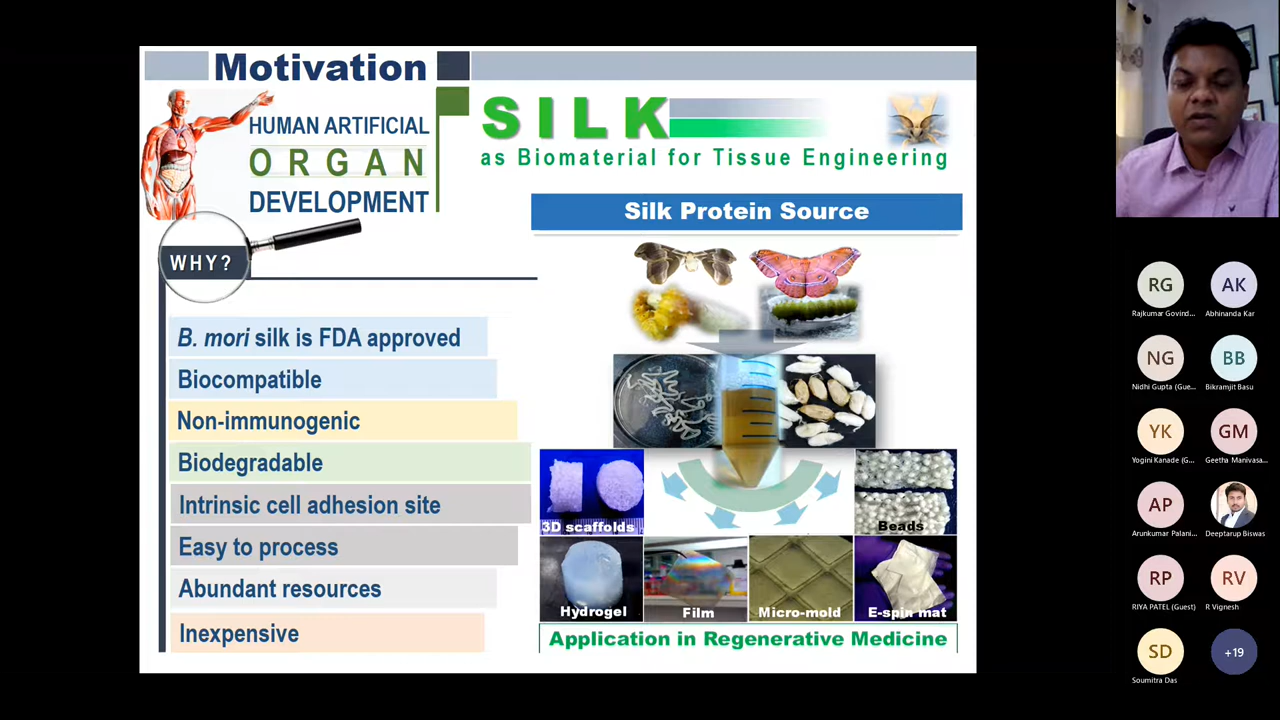 Motivation
HUMAN ARTIFICIAL
ORGAN
DEVELOPMENT
WHY?
B. mori silk is FDA approved
Biocompatible
Non-immunogenic
Biodegradable
Intrinsic cell adhesion site
Easy to process
Abundant resources
Inexpensive
SILK
as Biomaterial for Tissue Engineering
Silk Protein Source
3D scaffolds
Beads
Hydrogel
Film
Micro-mold
E-spin mat
Application in Regenerative Medicine
RG
Rajkumar Govind...
AK
Abhinanda Kar
NG
Nidhi Gupta (Gue...
BB
Bikramjit Basu
YK
Yogini Kanade (G...
GM
Geetha Manivasa...
AP
Arunkumar Palani...
Deeptarup Biswas
RP
RIYA PATEL (Guest)
RV
R Vignesh
SD
Soumitra Das
+19